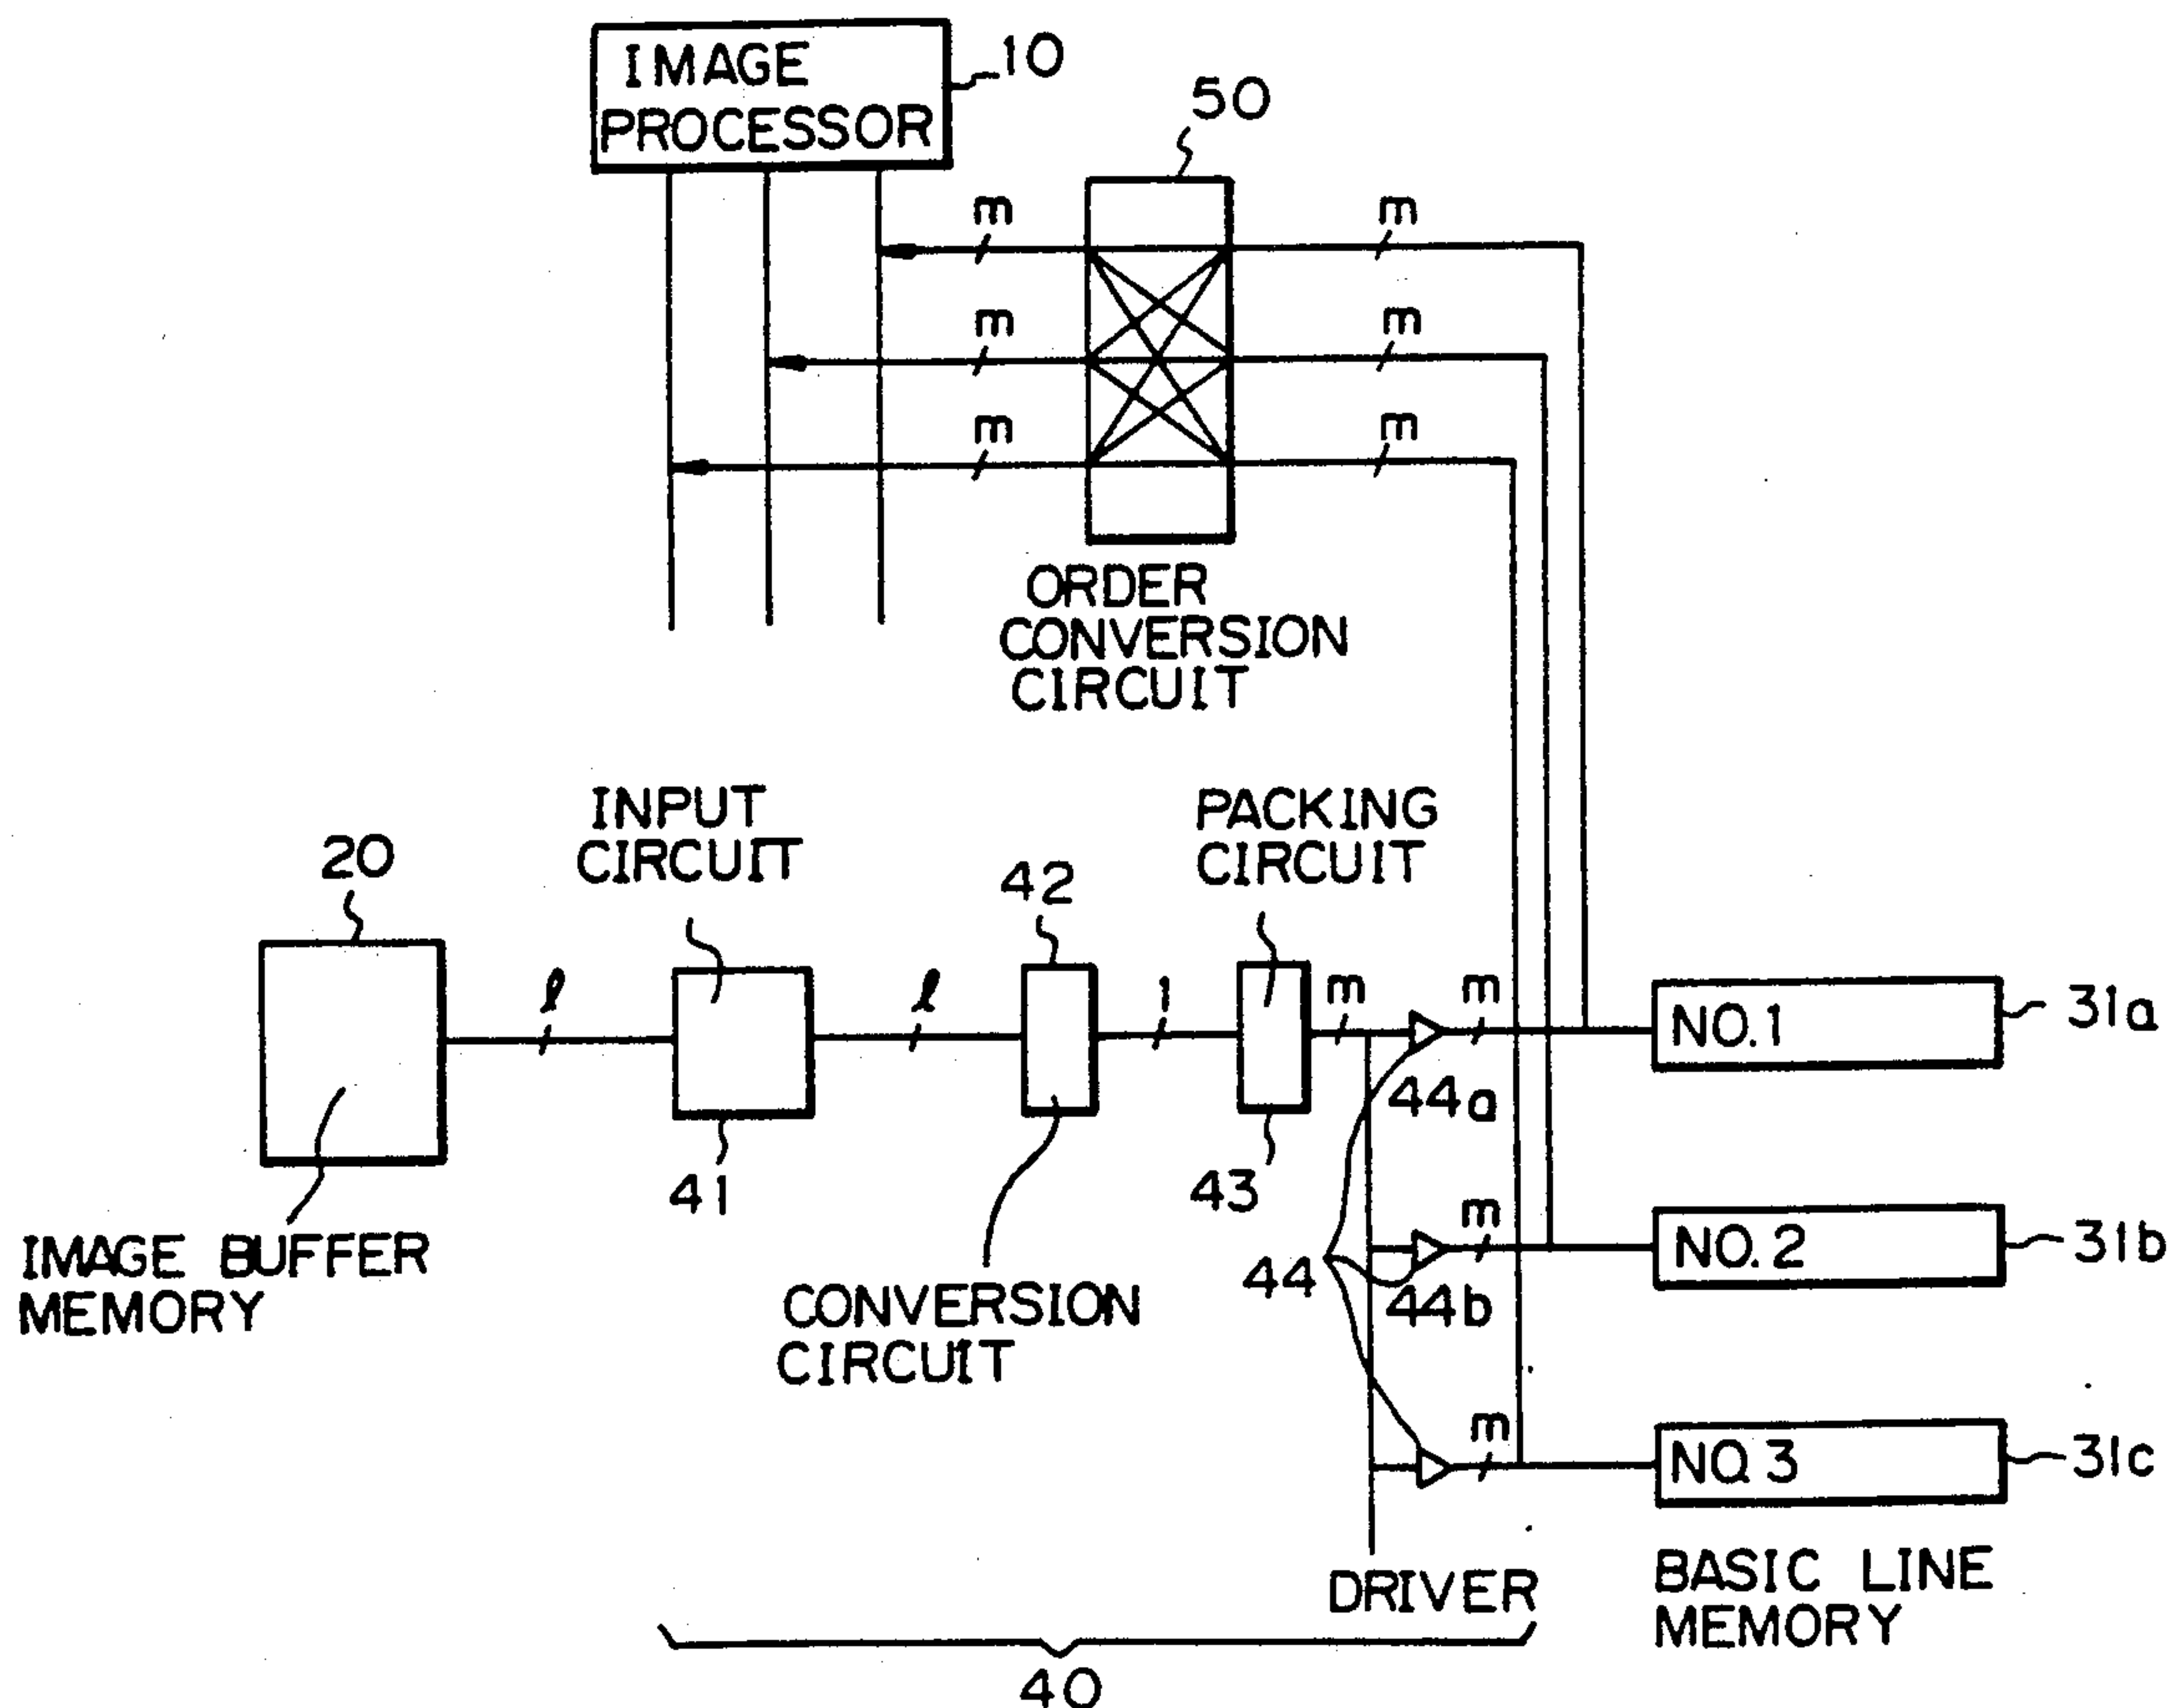 IMAGE
PROCESSOR
10
50
m
m
m
m
m
m
ORDER
CONVERSION
CIRCUIT
INPUT
CIRCUIT
PACKING
CIRCUIT
20
42
l
l
1
m
m
NO.1
31a
44a
41
43
IMAGE BUFFER
MEMORY
CONVERSION
CIRCUIT
44
m
44b
NO.2
31b
m
NO.3
31c
DRIVER
BASIC LINE
MEMORY
40